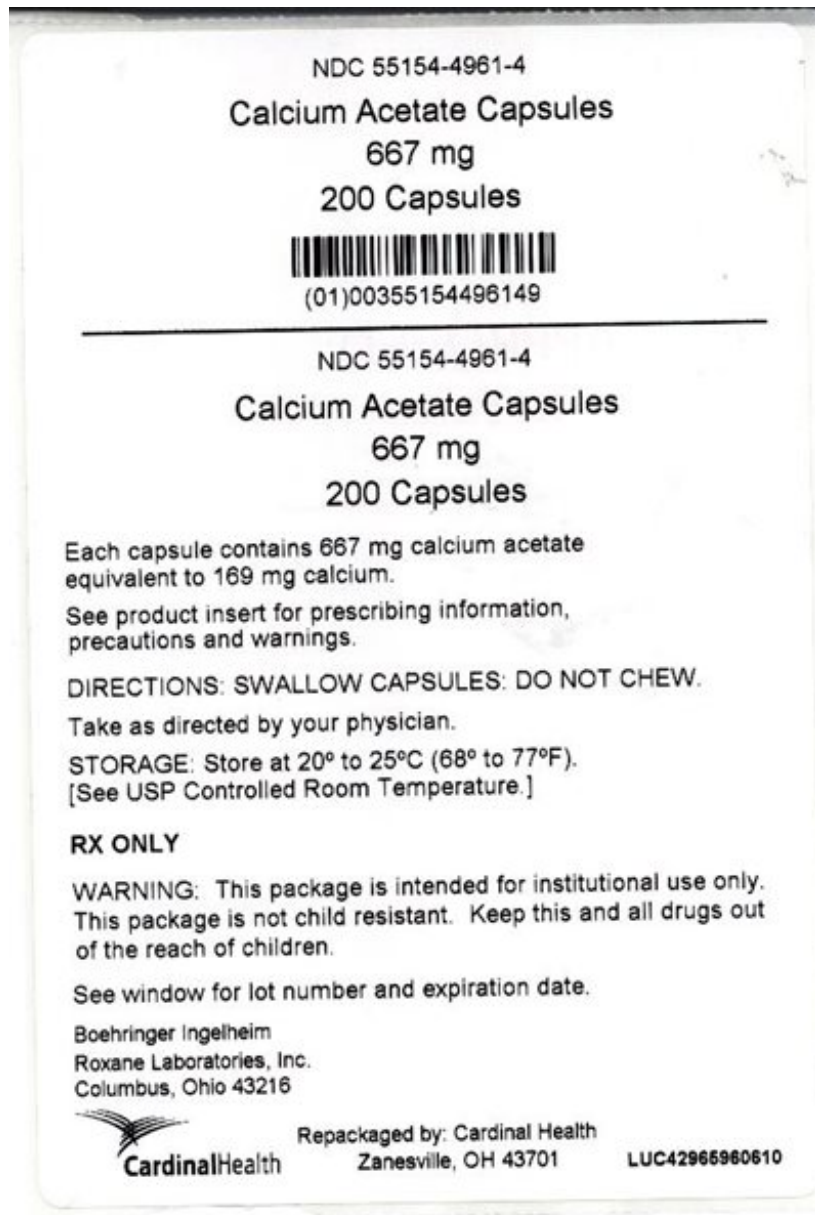 NDC 55154-4961-4
Calcium Acetate Capsules
667 mg
200 Capsules
(01)00355154496149
NDC 55154-4961-4
Calcium Acetate Capsules
667 mg
200 Capsules
Each capsule contains 667 mg calcium acetate
equivalent to 169 mg calcium.
See product insert for prescribing information,
precautions and warnings.
DIRECTIONS: SWALLOW CAPSULES: DO NOT CHEW.
Take as directed by your physician.
STORAGE: Store at 20º to 25ºC (68º to 77ºF).
[See USP Controlled Room Temperature.]
RX ONLY
WARNING: This package is intended for institutional use only.
This package is not child resistant. Keep this and all drugs out
of the reach of children.
See window for lot number and expiration date.
Boehringer Ingelheim
Roxane Laboratories, Inc.
Columbus, Ohio 43216
CardinalHealth
Repackaged by: Cardinal Health
Zanesville, OH 43701
LUC42965960610